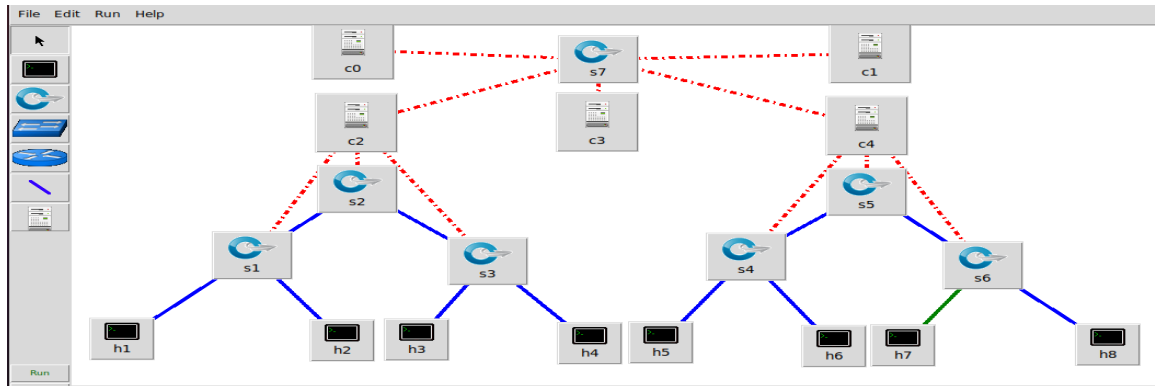 File Edit Run Help
c0
s7
c1
c2
c3
c4
s2
s5
s1
s3
s4
s6
h1
h2
h3
h4
h5
h6
h7
h8
Run